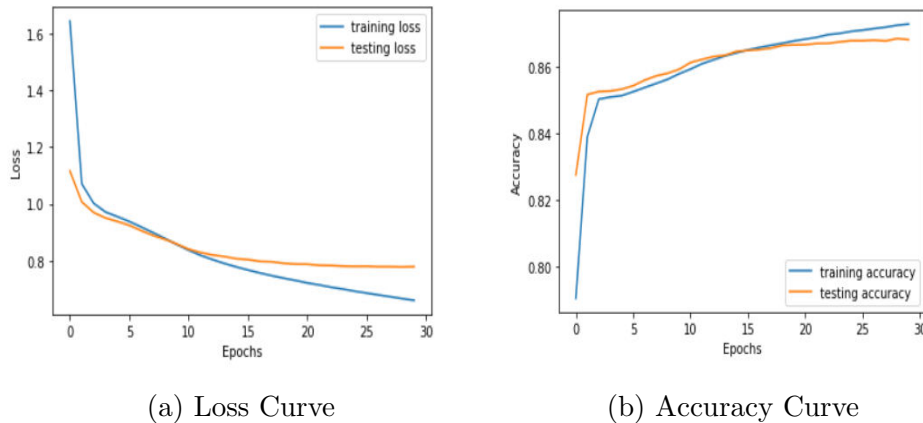 training loss
testing loss
1.6
1.4
1.2
1.0
0.8
Loss
0 5 10 15 20 25 30
Epochs
(a) Loss Curve
0.86
0.84
0.82
0.80
Accuracy
training accuracy
testing accuracy
0 5 10 15 20 25 30
Epochs
(b) Accuracy Curve